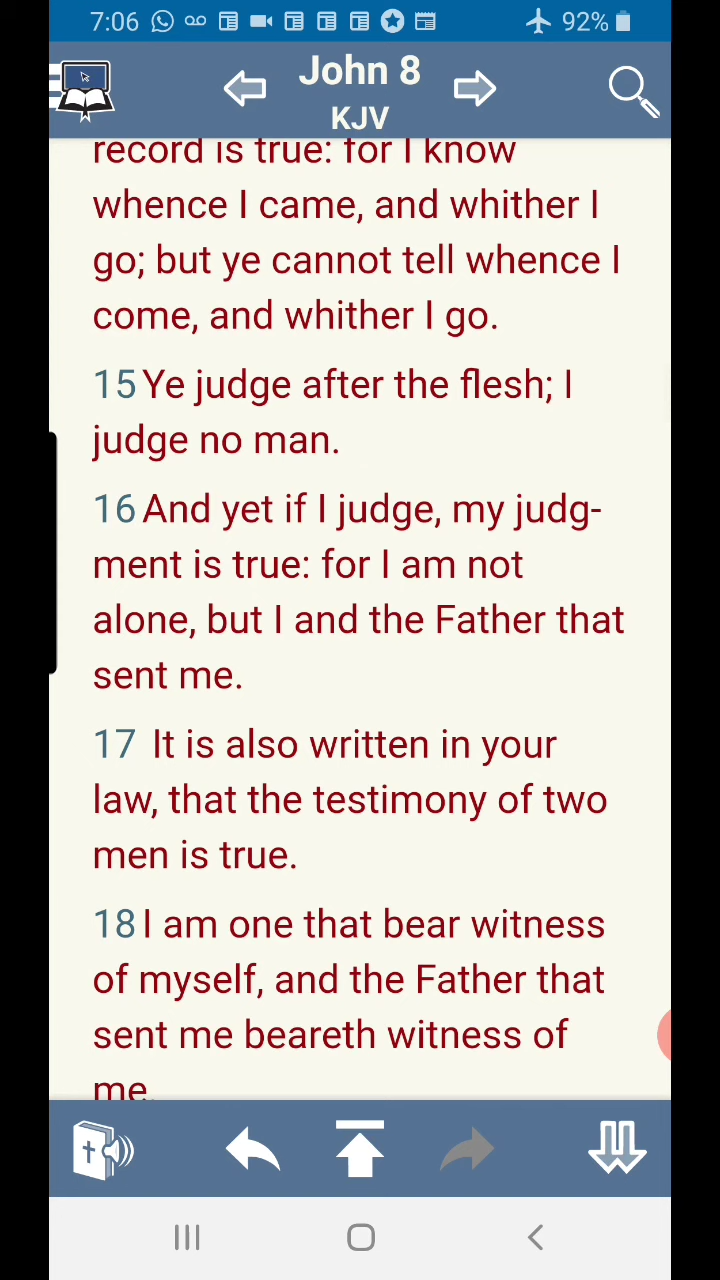 7:06
92%
John 8
KJV
record is true: for I know
whence I came, and whither I
go; but ye cannot tell whence I
come, and whither I go.
15 Ye judge after the flesh; I
judge no man.
16 And yet if I judge, my judg-
ment is true: for I am not
alone, but I and the Father that
sent me.
17 It is also written in your
law, that the testimony of two
men is true.
18 I am one that bear witness
of myself, and the Father that
sent me beareth witness of
me.